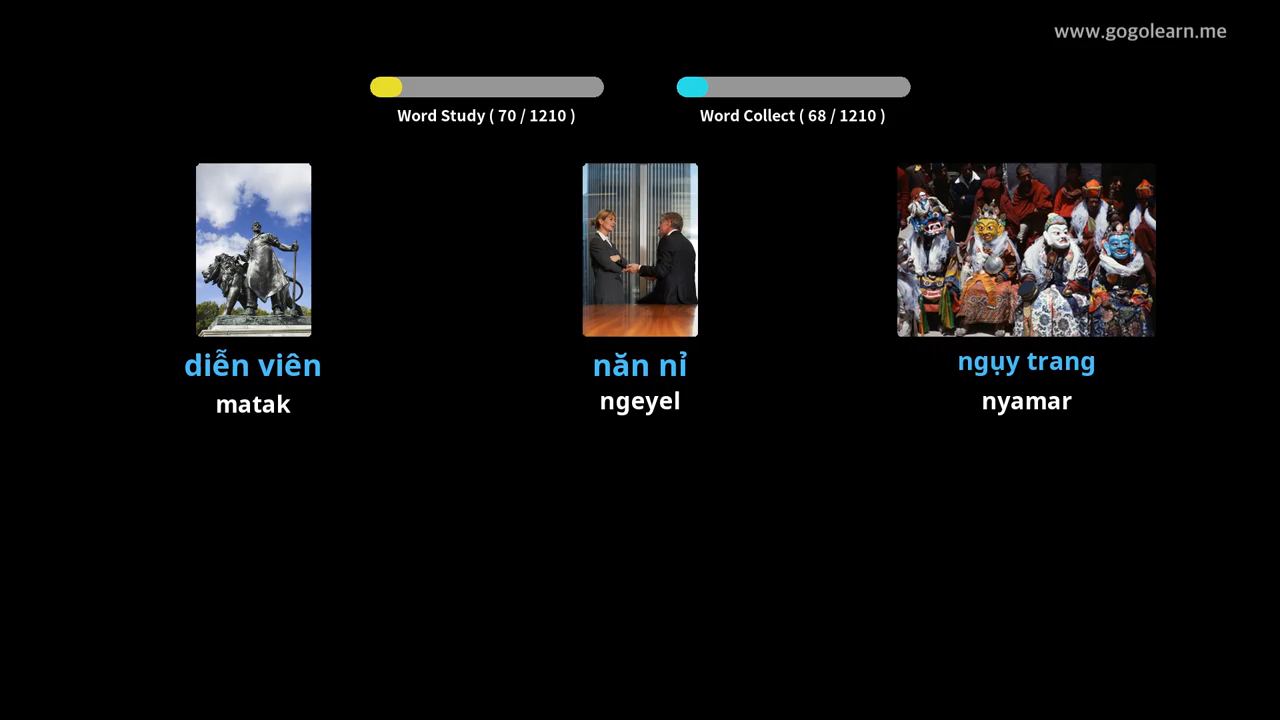 www.gogolearn.me
Word Study ( 70 / 1210 )
Word Collect ( 68 / 1210 )
diễn viên
matak
năn nỉ
ngeyel
ngụy trang
nyamar